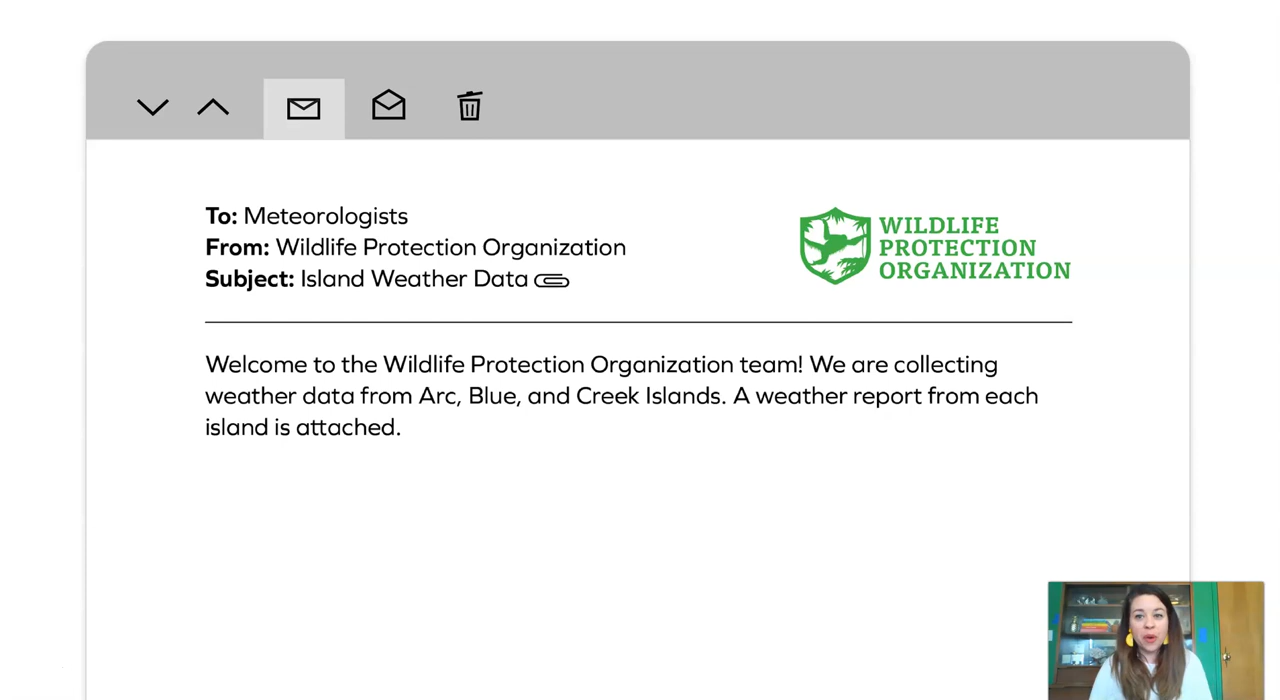 To: Meteorologists
From: Wildlife Protection Organization
Subject: Island Weather Data
WILDLIFE
PROTECTION
ORGANIZATION
Welcome to the Wildlife Protection Organization team! We are collecting
weather data from Arc, Blue, and Creek Islands. A weather report from each
island is attached.